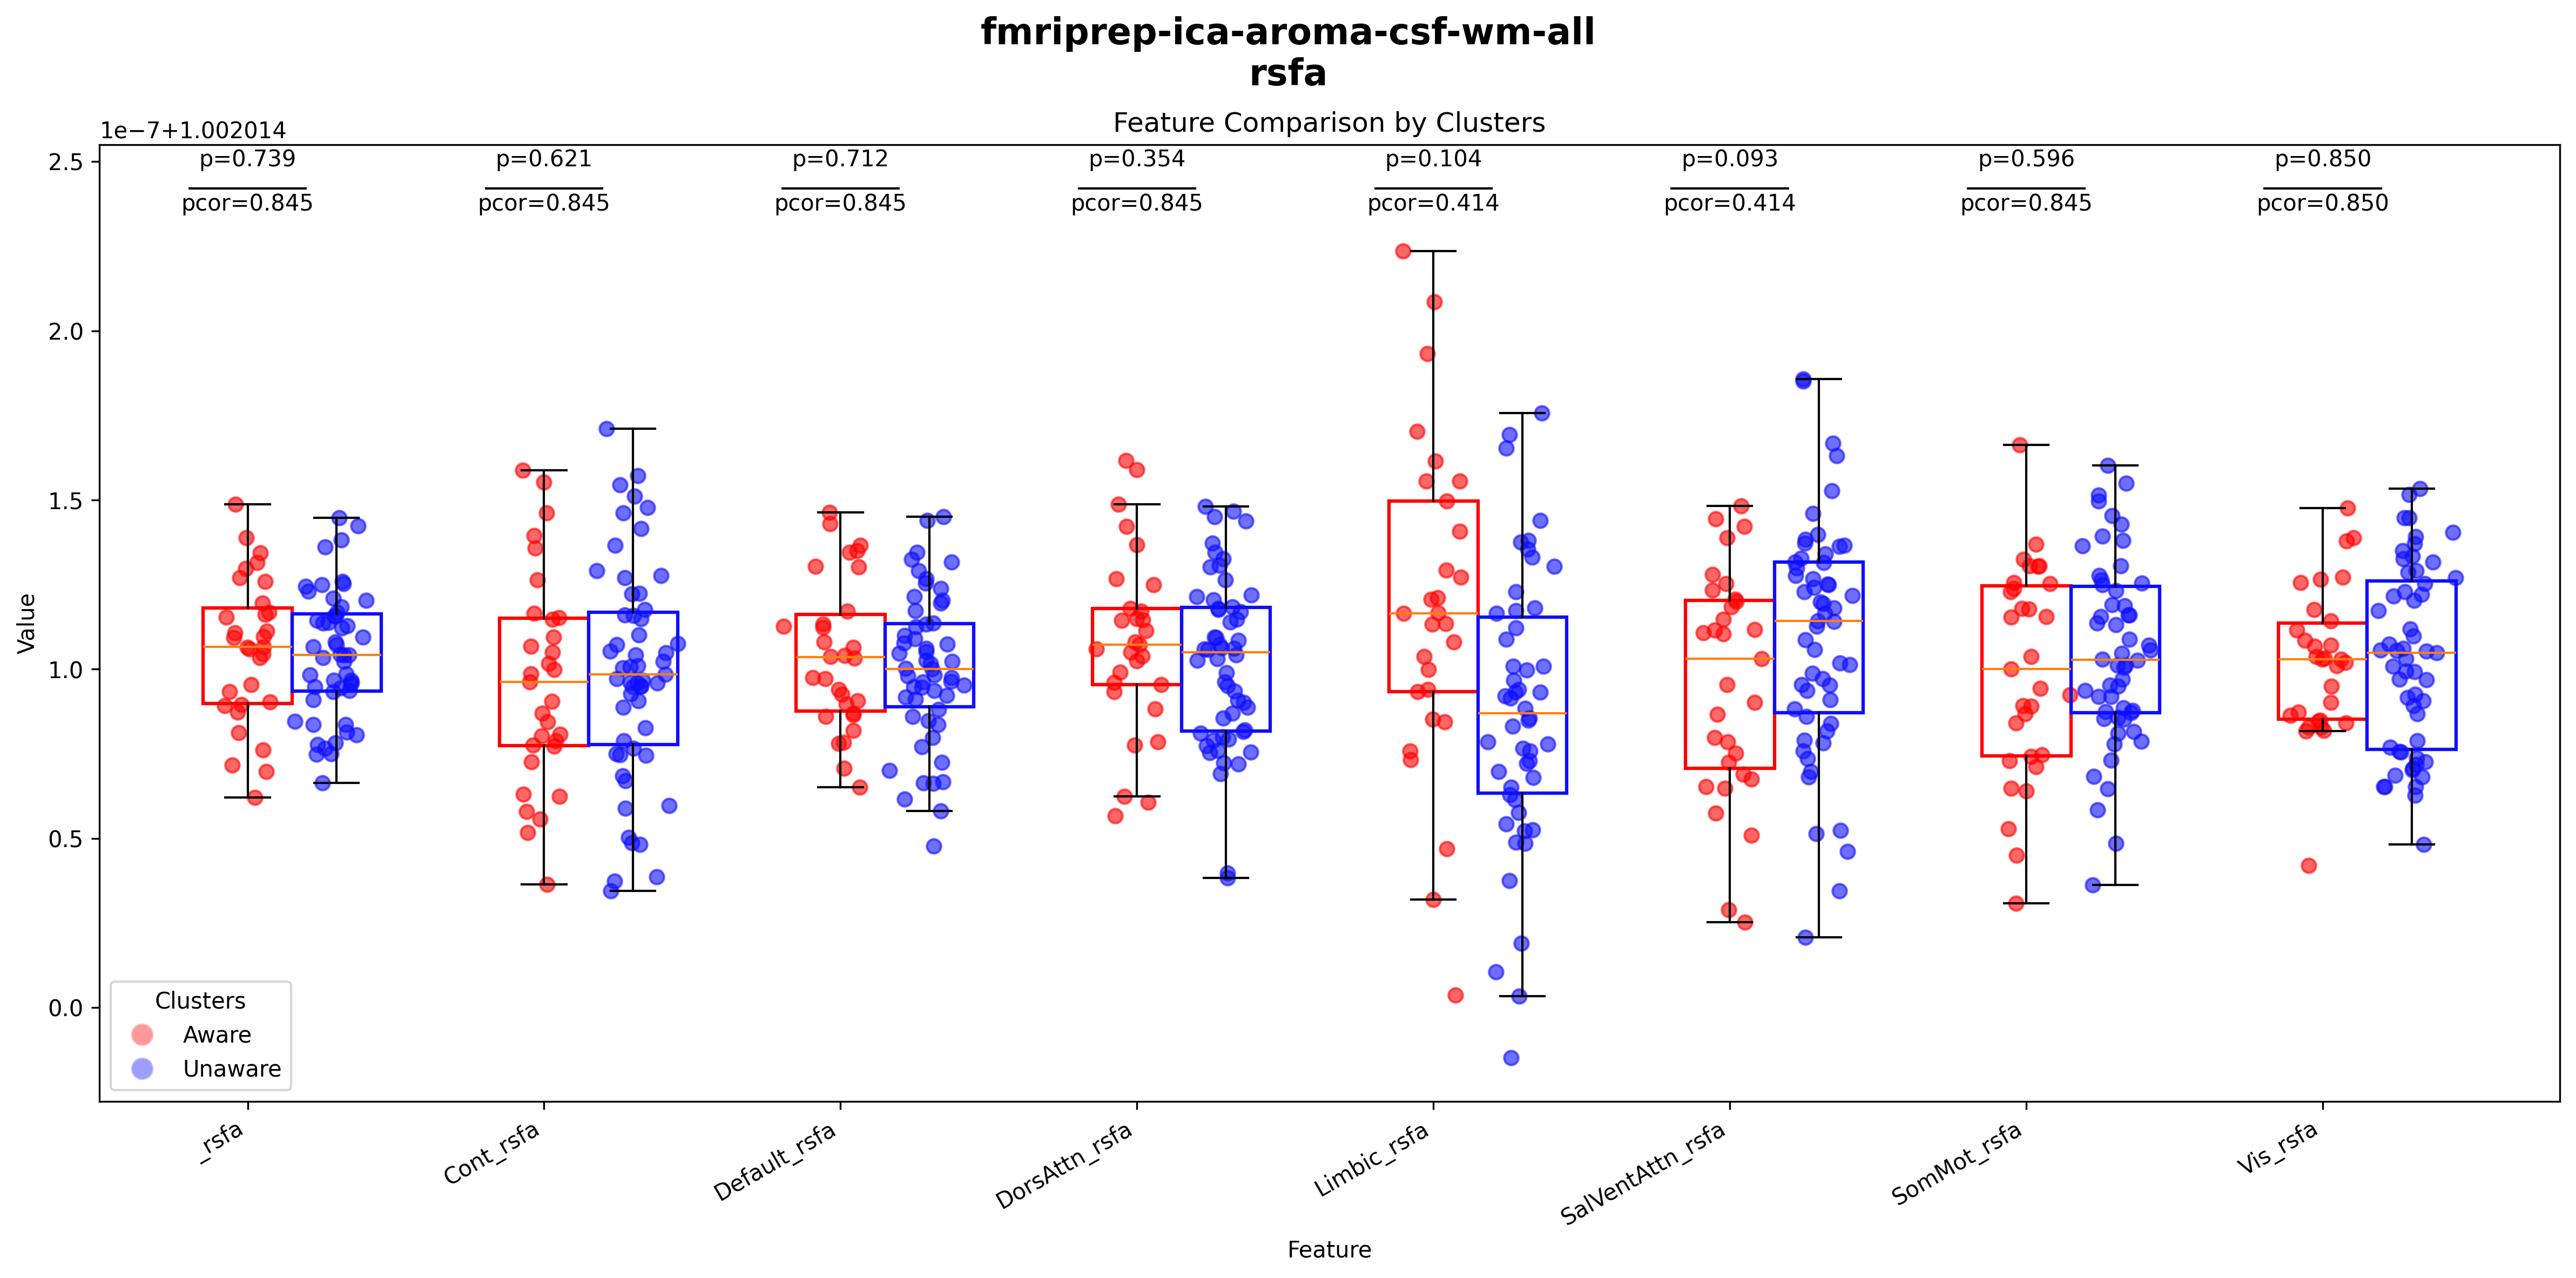 fmriprep-ica-aroma-csf-wm-all
rsfa
Feature Comparison by Clusters
1e−7+1.002014
p=0.739 p=0.621 p=0.712 p=0.354 p=0.104 p=0.093 p=0.596 p=0.850
pcor=0.845 pcor=0.845 pcor=0.845 pcor=0.845 pcor=0.414 pcor=0.414 pcor=0.845 pcor=0.850
2.5
2.0
1.5
1.0
0.5
0.0
Value
Clusters
Aware
Unaware
_rsfa Cont_rsfa Default_rsfa DorsAttn_rsfa Limbic_rsfa SalVentAttn_rsfa SomMot_rsfa Vis_rsfa
Feature